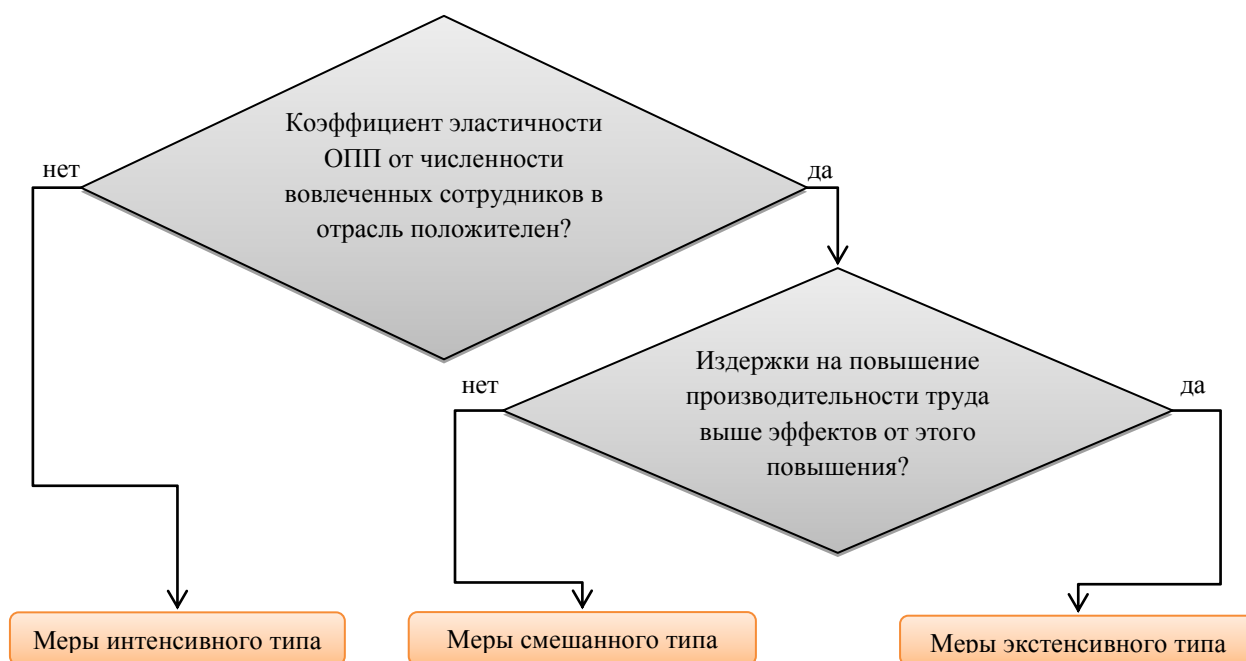 Коэффициент эластичности
ОПП от численности
вовлеченных сотрудников в
отрасль положителен?
нет
да
Издержки на повышение
производительности труда
выше эффектов от этого
повышения?
нет
да
Меры интенсивного типа
Меры смешанного типа
Меры экстенсивного типа